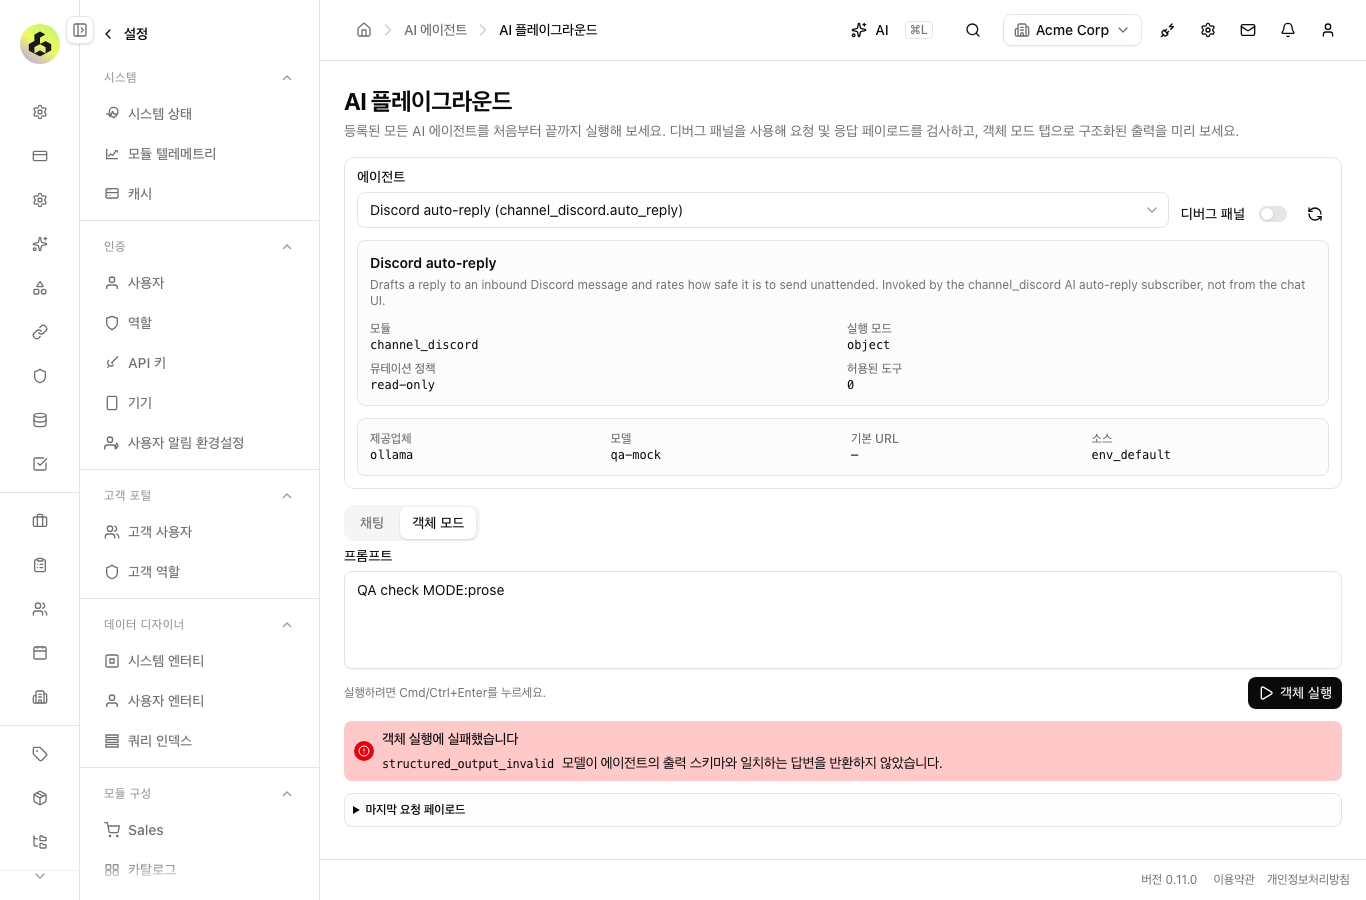 설정
시스템
시스템 상태
모듈 텔레메트리
캐시
인증
사용자
역할
API 키
기기
사용자 알림 환경설정
고객 포털
고객 사용자
고객 역할
데이터 디자이너
시스템 엔터티
사용자 엔터티
쿼리 인덱스
모듈 구성
Sales
카탈로그
AI 에이전트
AI 플레이그라운드
AI
⌘L
Acme Corp
AI 플레이그라운드
등록된 모든 AI 에이전트를 처음부터 끝까지 실행해 보세요. 디버그 패널을 사용해 요청 및 응답 페이로드를 검사하고, 객체 모드 탭으로 구조화된 출력을 미리 보세요.
에이전트
Discord auto-reply (channel_discord.auto_reply)
디버그 패널
Discord auto-reply
Drafts a reply to an inbound Discord message and rates how safe it is to send unattended. Invoked by the channel_discord AI auto-reply subscriber, not from the chat
UI.
모듈
channel_discord
실행 모드
object
뮤테이션 정책
read-only
허용된 도구
0
제공업체
ollama
모델
qa-mock
기본 URL
—
소스
env_default
채팅
객체 모드
프롬프트
QA check MODE:prose
실행하려면 Cmd/Ctrl+Enter를 누르세요.
객체 실행
객체 실행에 실패했습니다
structured_output_invalid 모델이 에이전트의 출력 스키마와 일치하는 답변을 반환하지 않았습니다.
마지막 요청 페이로드
버전 0.11.0
이용약관
개인정보처리방침